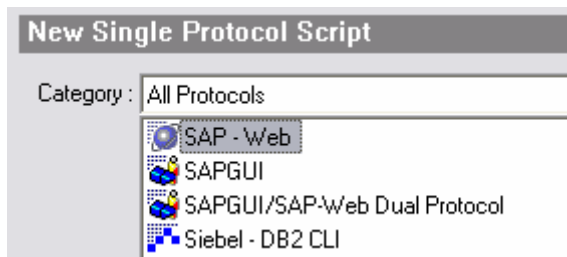 New Single Protocol Script
Category : All Protocols
SAP - Web
SAPGUI
SAPGUI/SAP-Web Dual Protocol
Siebel - DB2 CLI